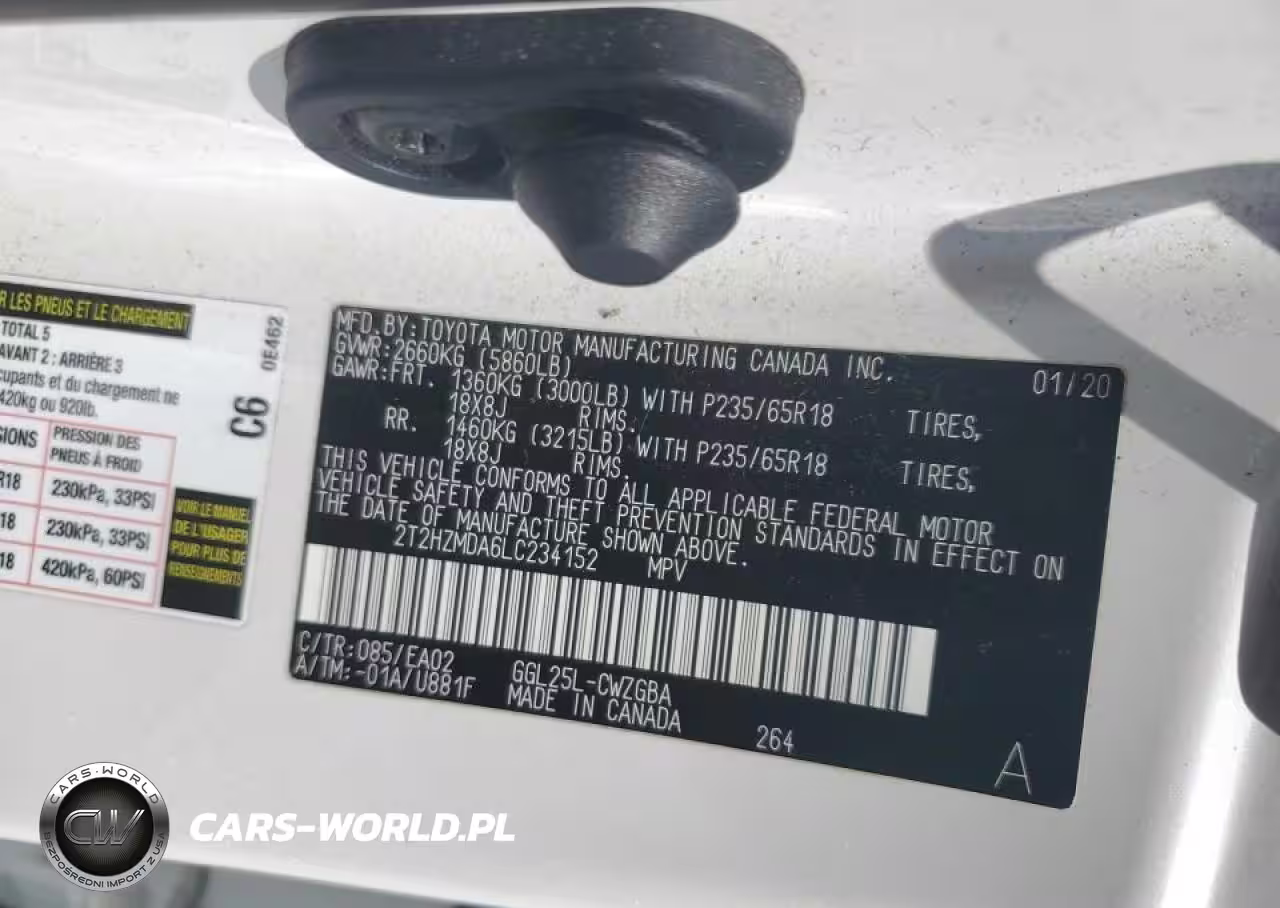 R LES PNEUS ET LE CHARGEMENT
TOTAL 5
AVANT 2 : ARRIÈRE 3
cupants et du chargement ne
420kg ou 920lb.
0E462
C6
SIONS PRESSION DES PNEUS À FROID
R18 230kPa, 33PSI
18 230kPa, 33PSI
18 420kPa, 60PSI
VOIR LE MANUEL
DE L'USAGER
POUR PLUS DE
RENSEIGNEMENTS
MFD.BY:TOYOTA MOTOR MANUFACTURING CANADA INC. 01/20
GVWR:2660KG (5860LB)
GAWR:FRT. 1360KG (3000LB) WITH P235/65R18 TIRES,
18X8J RIMS.
RR. 1460KG (3215LB) WITH P235/65R18 TIRES,
18X8J RIMS.
THIS VEHICLE CONFORMS TO ALL APPLICABLE FEDERAL MOTOR
VEHICLE SAFETY AND THEFT PREVENTION STANDARDS IN EFFECT ON
THE DATE OF MANUFACTURE SHOWN ABOVE.
2T2HZMDA6LC234152 MPV
C/TR:085/EA02 GGL25L-CWZGBA
A/TM:-01A/U881F MADE IN CANADA 264
A
CARS-WORLD
CW
BEZPOŚREDNI IMPORT Z USA
CARS-WORLD.PL